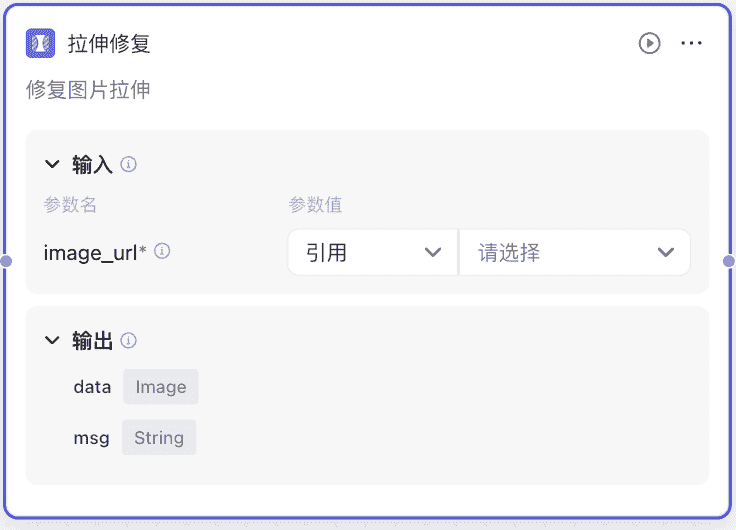 拉伸修复
修复图片拉伸
输入
参数名 参数值
image_url* 引用 请选择
输出
data Image
msg String